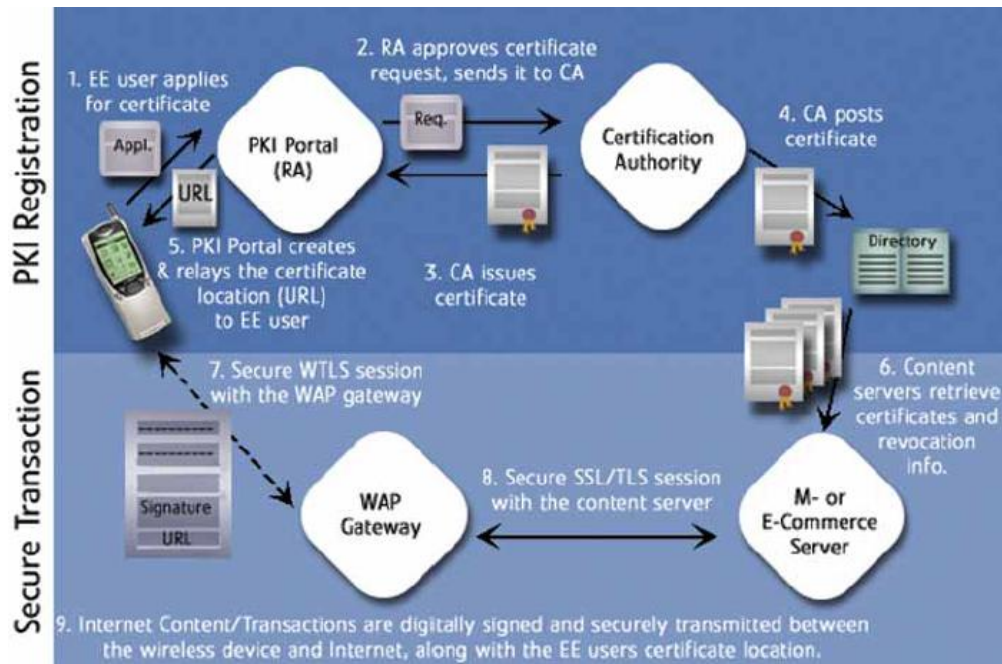 PKI Registration
1. EE user applies
for certificate
Appl.
URL
PKI Portal
(RA)
2. RA approves certificate
request, sends it to CA
Req.
3. CA issues
certificate
Certification
Authority
4. CA posts
certificate
Directory
5. PKI Portal creates
& relays the certificate
location (URL)
to EE user
6. Content
servers retrieve
certificates and
revocation
info.
Secure Transaction
7. Secure WTLS session
with the WAP gateway
Signature
URL
WAP
Gateway
8. Secure SSL/TLS session
with the content server
M- or
E-Commerce
Server
9. Internet Content/Transactions are digitally signed and securely transmitted between
the wireless device and Internet, along with the EE users certificate location.